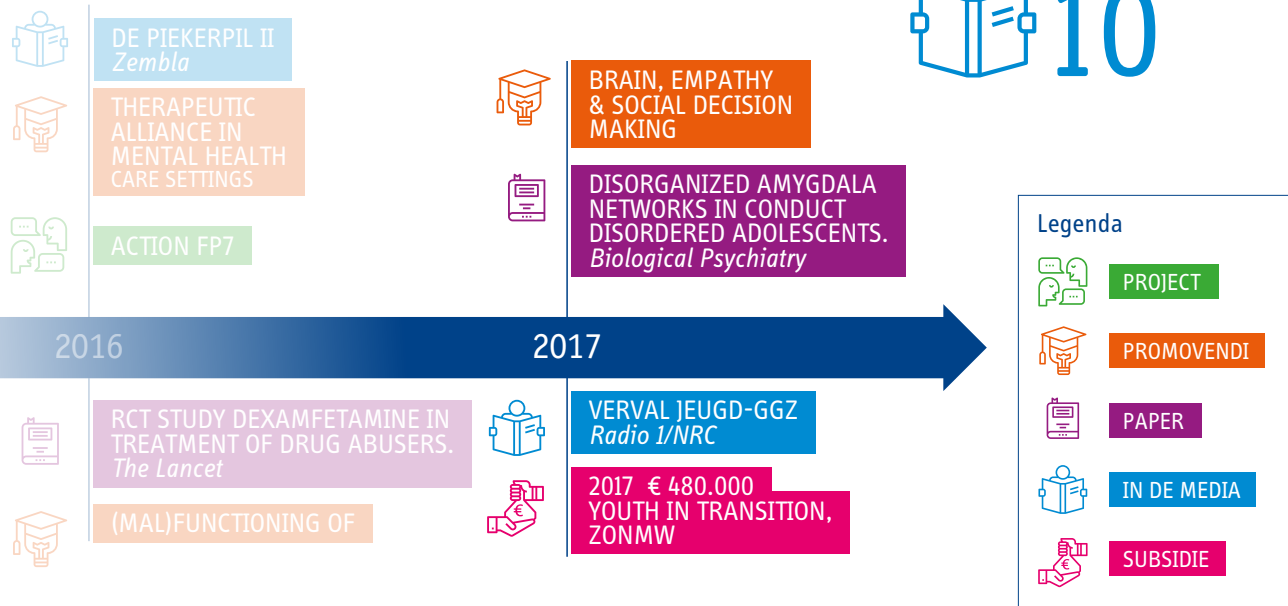 10
DE PIEKERPIL II
Zembla
THERAPEUTIC
ALLIANCE IN
MENTAL HEALTH
CARE SETTINGS
ACTION FP7
BRAIN, EMPATHY
& SOCIAL DECISION
MAKING
DISORGANIZED AMYGDALA
NETWORKS IN CONDUCT
DISORDERED ADOLESCENTS.
Biological Psychiatry
2016
2017
RCT STUDY DEXAMFETAMINE IN
TREATMENT OF DRUG ABUSERS.
The Lancet
(MAL)FUNCTIONING OF
VERVAL JEUGD-GGZ
Radio 1/NRC
2017 € 480.000
YOUTH IN TRANSITION,
ZONMW
Legenda
PROJECT
PROMOVENDI
PAPER
IN DE MEDIA
SUBSIDIE